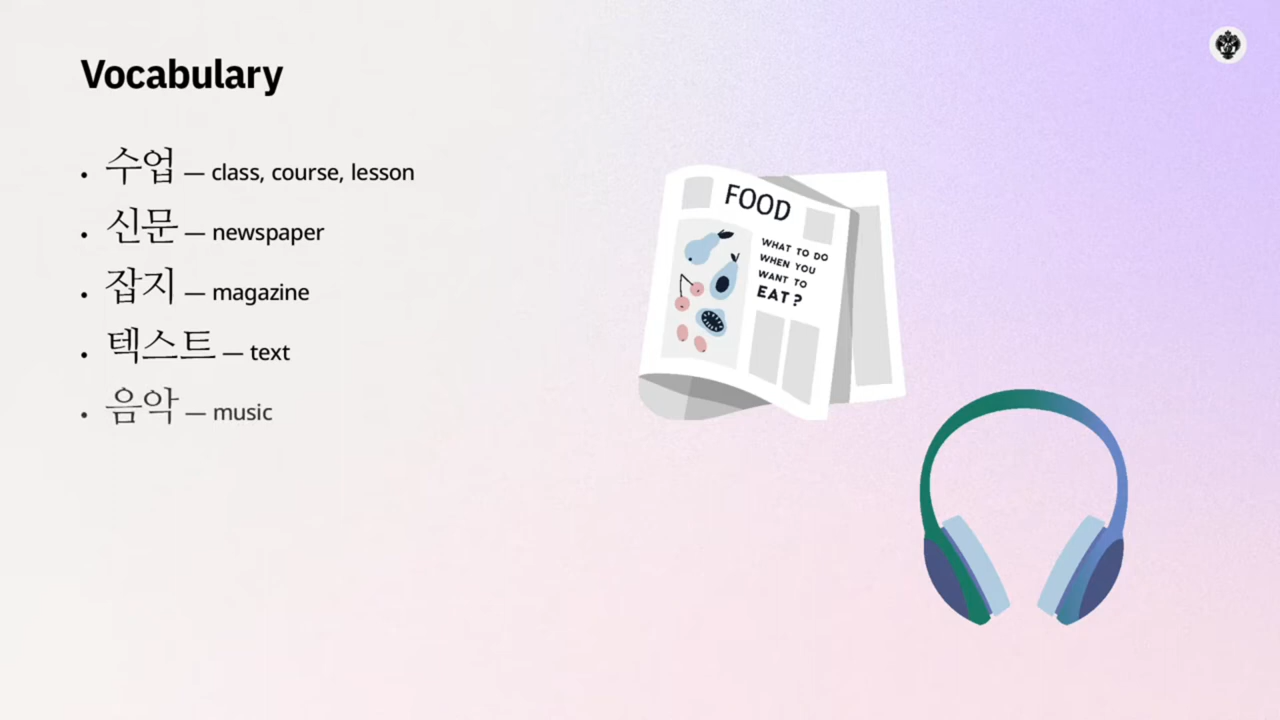 Vocabulary
• 수업 — class, course, lesson
• 신문 — newspaper
• 잡지 — magazine
• 텍스트 — text
• 음악 — music
FOOD
WHAT TO DO
WHEN YOU
WANT TO
EAT?